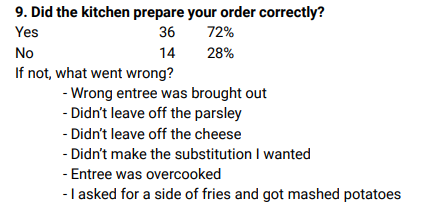 9. Did the kitchen prepare your order correctly?
Yes 36 72%
No 14 28%
If not, what went wrong?
- Wrong entree was brought out
- Didn't leave off the parsley
- Didn't leave off the cheese
- Didn't make the substitution I wanted
- Entree was overcooked
- I asked for a side of fries and got mashed potatoes